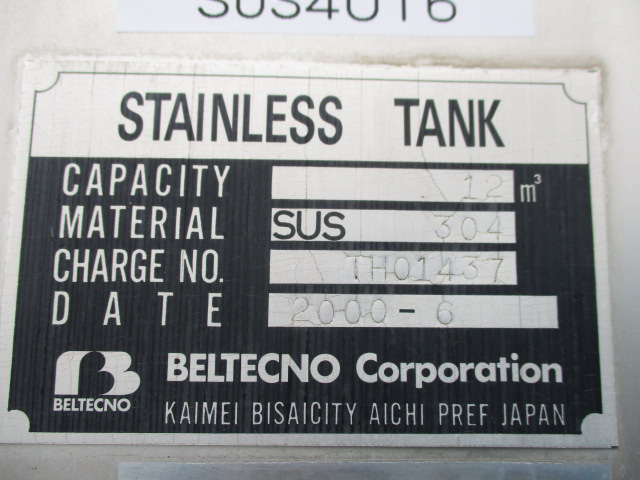 SUS4016
STAINLESS TANK
CAPACITY 12 m³
MATERIAL SUS 304
CHARGE NO. TH01437
DATE 2000-6
BELTECNO BELTECNO Corporation
KAIMEI BISAICITY AICHI PREF JAPAN